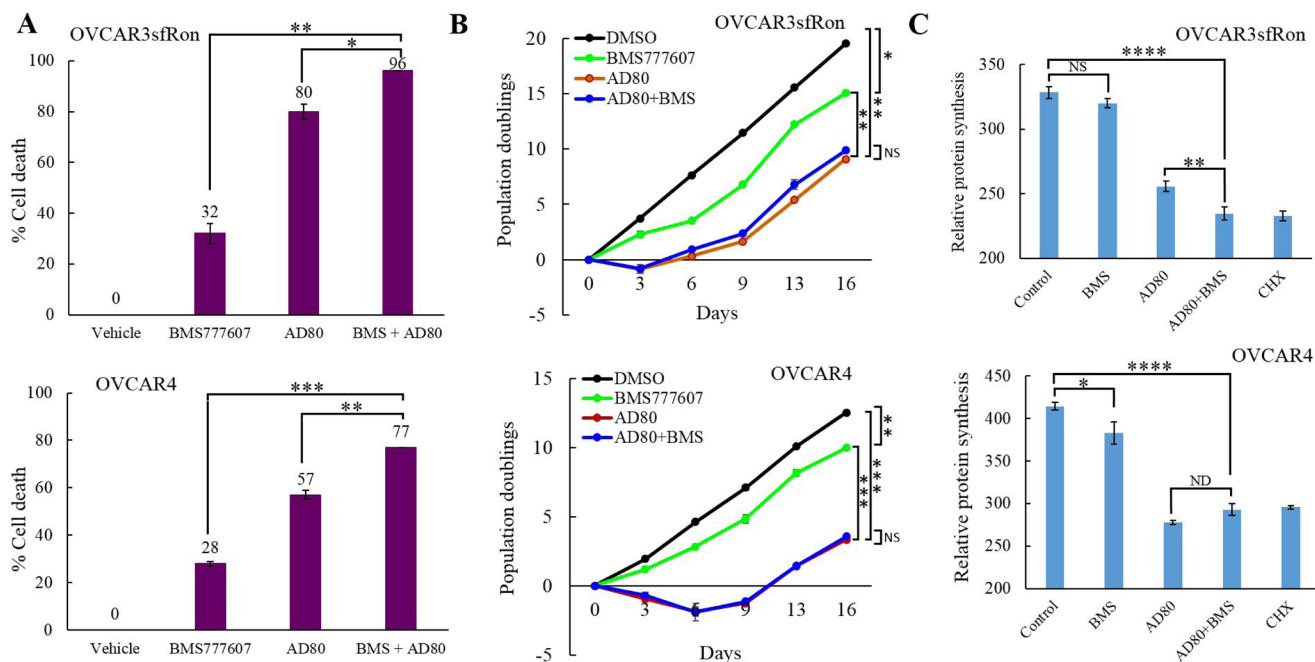 A
OVCAR3sfRon
% Cell death
100
80
60
40
20
0
**
*
0
32
80
96
Vehicle
BMS777607
AD80
BMS + AD80
OVCAR4
% Cell death
100
80
60
40
20
0
***
**
0
28
57
77
Vehicle
BMS777607
AD80
BMS + AD80
B
OVCAR3sfRon
DMSO
BMS777607
AD80
AD80+BMS
Population doublings
20
15
10
5
0
-5
0
3
6
9
13
16
Days
*
**
**
NS
OVCAR4
DMSO
BMS777607
AD80
AD80+BMS
Population doublings
15
10
5
0
-5
0
3
6
9
13
16
Days
**
***
***
NS
C
OVCAR3sfRon
Relative protein synthesis
350
300
250
200
****
NS
**
Control
BMS
AD80
AD80+BMS
CHX
OVCAR4
Relative protein synthesis
450
400
350
300
250
200
****
*
ND
Control
BMS
AD80
AD80+BMS
CHX